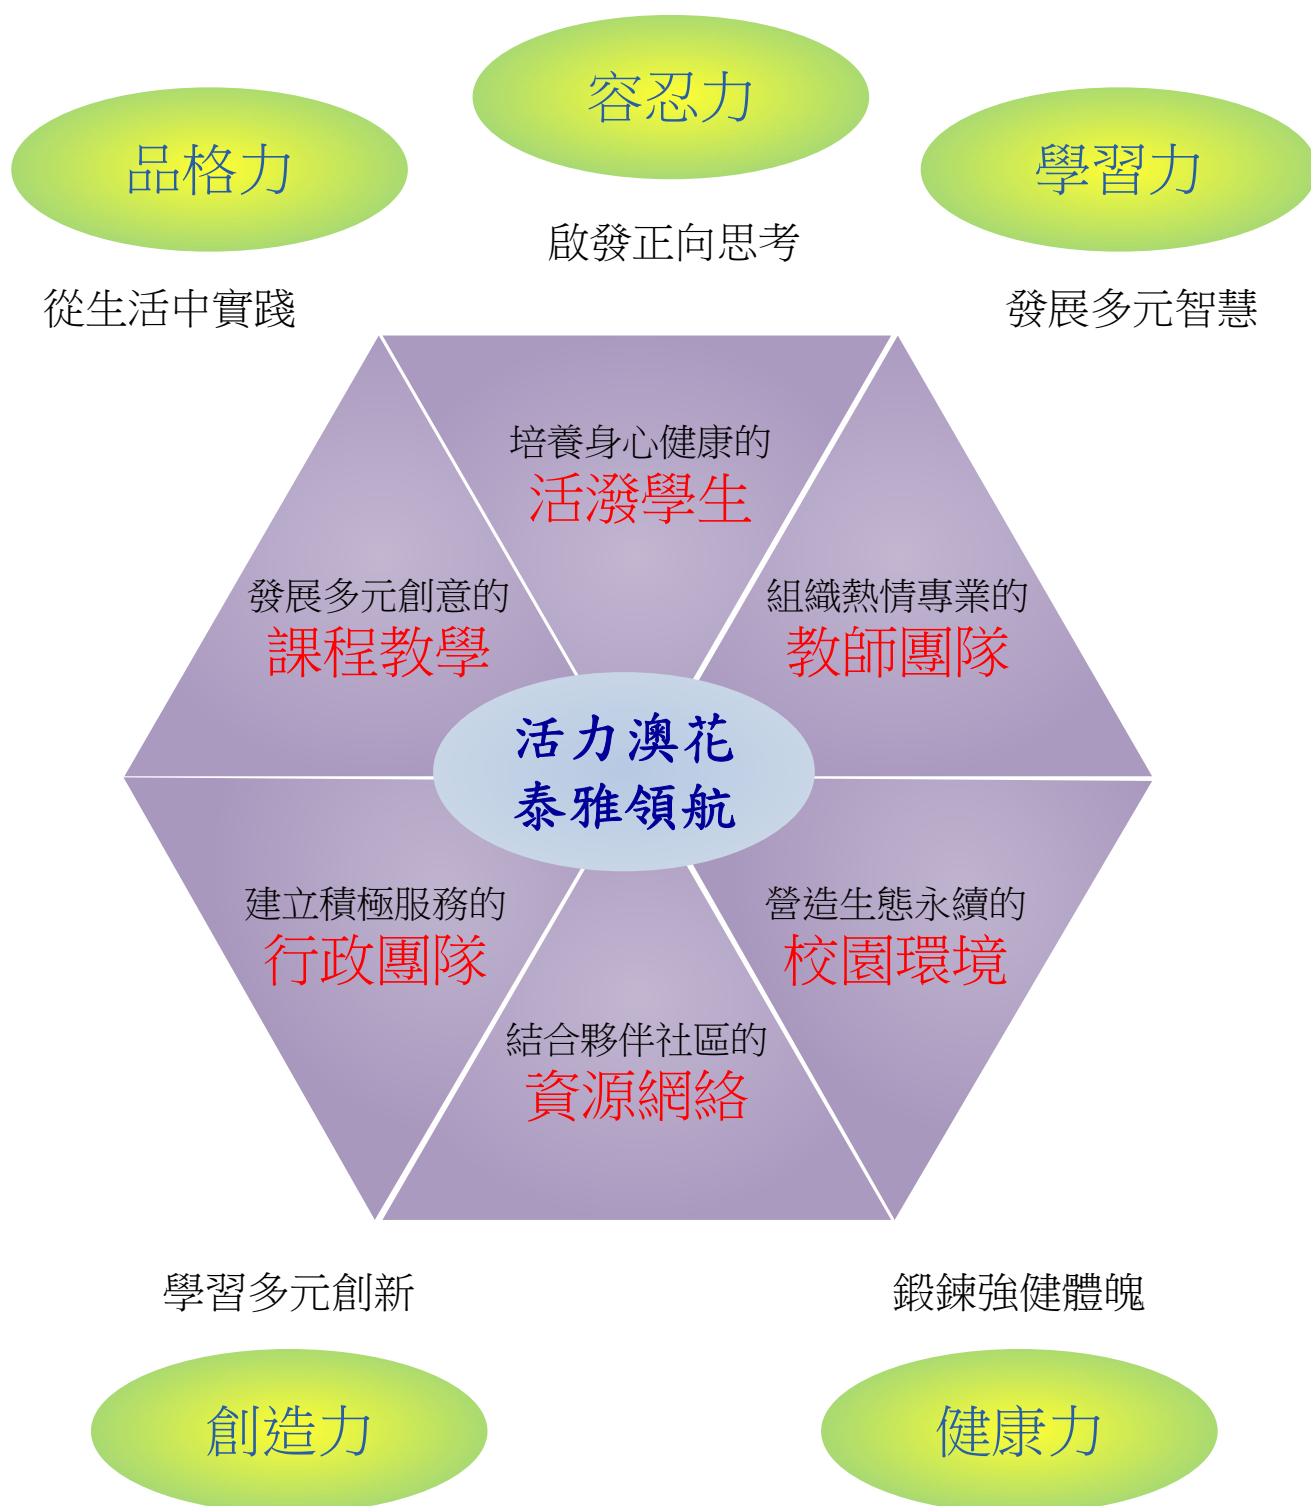 容忍力
品格力
學習力
啟發正向思考
從生活中實踐
發展多元智慧
培養身心健康的
活潑學生
發展多元創意的
課程教學
組織熱情專業的
教師團隊
活力澳花
泰雅領航
建立積極服務的
行政團隊
營造生態永續的
校園環境
結合夥伴社區的
資源網絡
學習多元創新
鍛鍊強健體魄
創造力
健康力